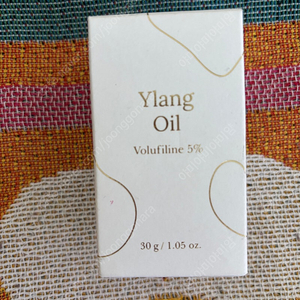 Ylang
Oil
Volufiline 5%
30 g / 1.05 oz.